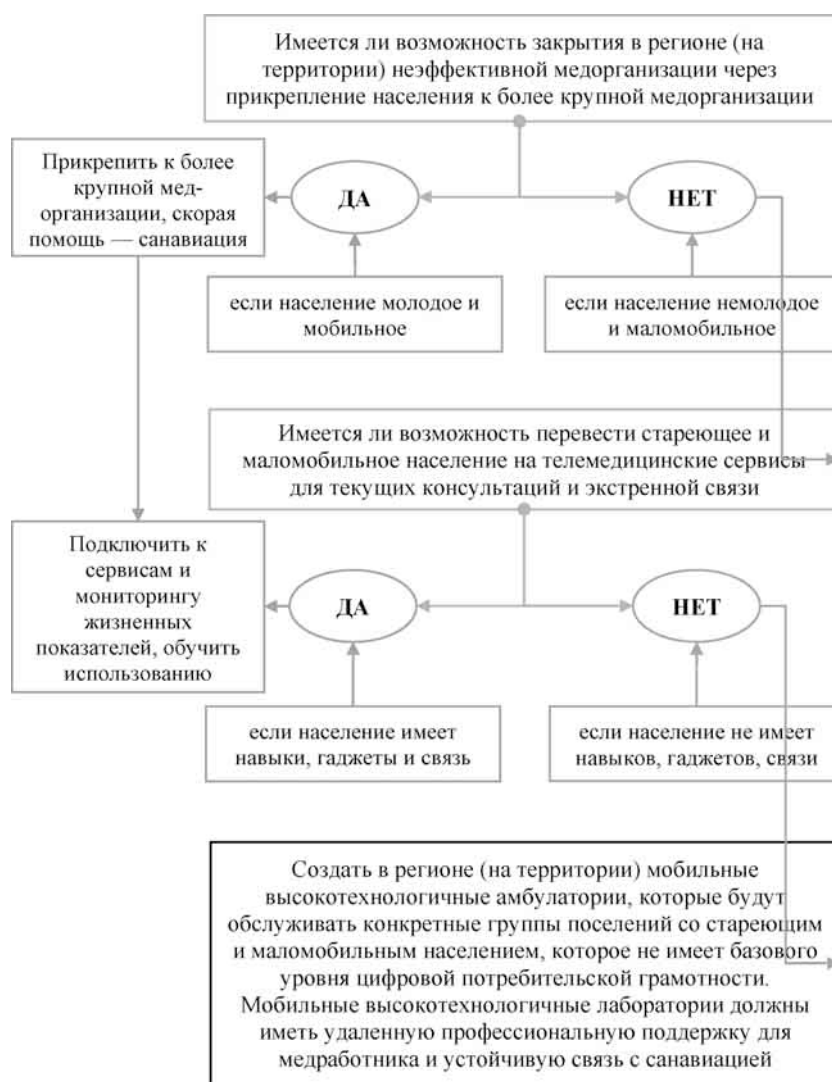 Имеется ли возможность закрытия в регионе (на
территории) неэффективной медорганизации через
прикрепление населения к более крупной медорганизации
Прикрепить к более
крупной мед-
организации, скорая
помощь — санавиация
ДА
НЕТ
если население молодое и
мобильное
если население немолодое
и маломобильное
Имеется ли возможность перевести стареющее и
маломобильное население на телемедицинские сервисы
для текущих консультаций и экстренной связи
Подключить к
сервисам и
мониторингу
жизненных
показателей, обучить
использованию
ДА
НЕТ
если население имеет
навыки, гаджеты и связь
если население не имеет
навыков, гаджетов, связи
Создать в регионе (на территории) мобильные
высокотехнологичные амбулатории, которые будут
обслуживать конкретные группы поселений со стареющим
и маломобильным населением, которое не имеет базового
уровня цифровой потребительской грамотности.
Мобильные высокотехнологичные лаборатории должны
иметь удаленную профессиональную поддержку для
медработника и устойчивую связь с санавиацией